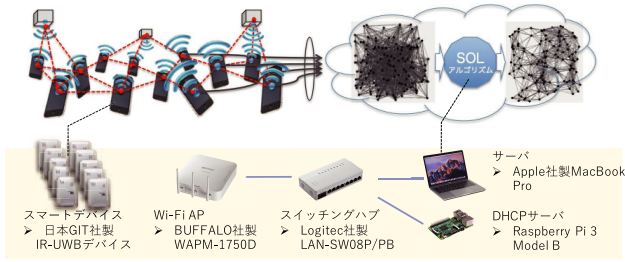 SOL
アルゴリズム
スマートデバイス
➢ 日本GIT社製
IR-UWBデバイス
Wi-Fi AP
➢ BUFFALO社製
WAPM-1750D
スイッチングハブ
➢ Logitec社製
LAN-SW08P/PB
サーバ
➢ Apple社製MacBook
Pro
DHCPサーバ
➢ Raspberry Pi 3
Model B